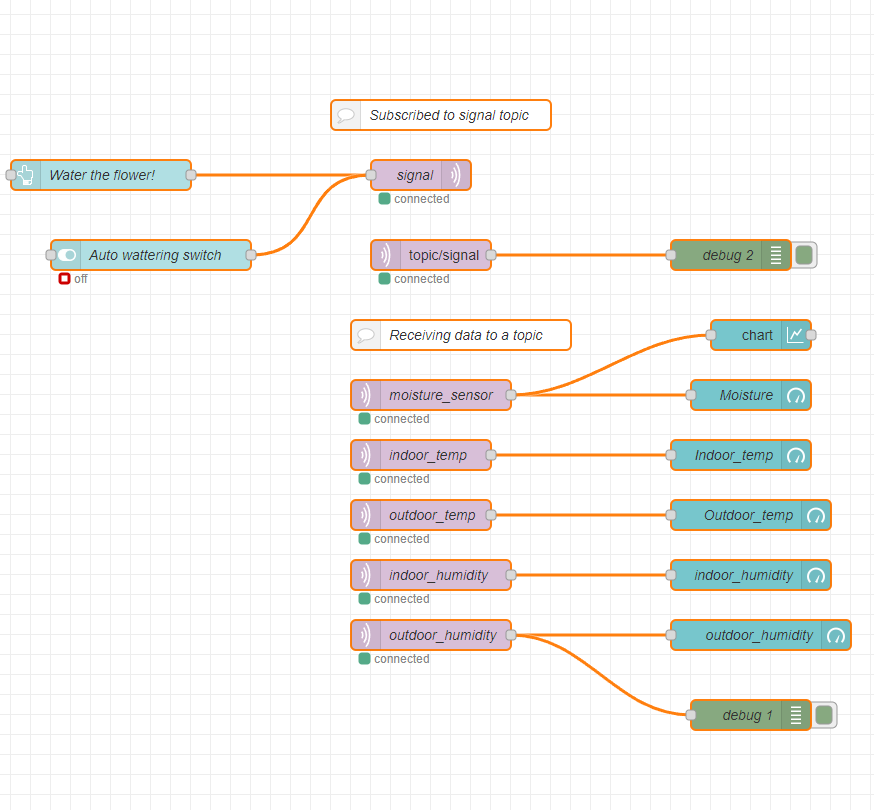 Subscribed to signal topic
Water the flower!
signal
connected
Auto wattering switch
off
topic/signal
connected
debug 2
Receiving data to a topic
chart
moisture_sensor
connected
Moisture
indoor_temp
connected
Indoor_temp
outdoor_temp
connected
Outdoor_temp
indoor_humidity
connected
indoor_humidity
outdoor_humidity
connected
outdoor_humidity
debug 1